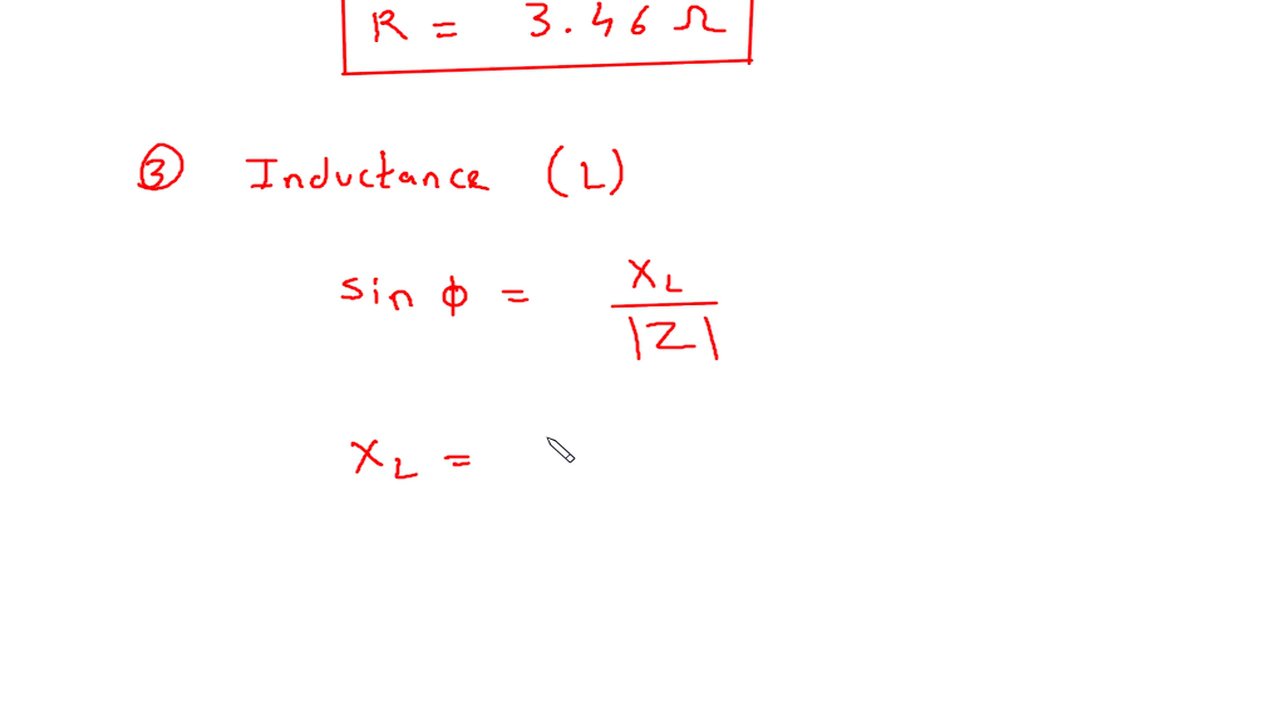 R = 3.46 Ω
③ Inductance (L)
sin ϕ = X_L / |Z|
X_L =